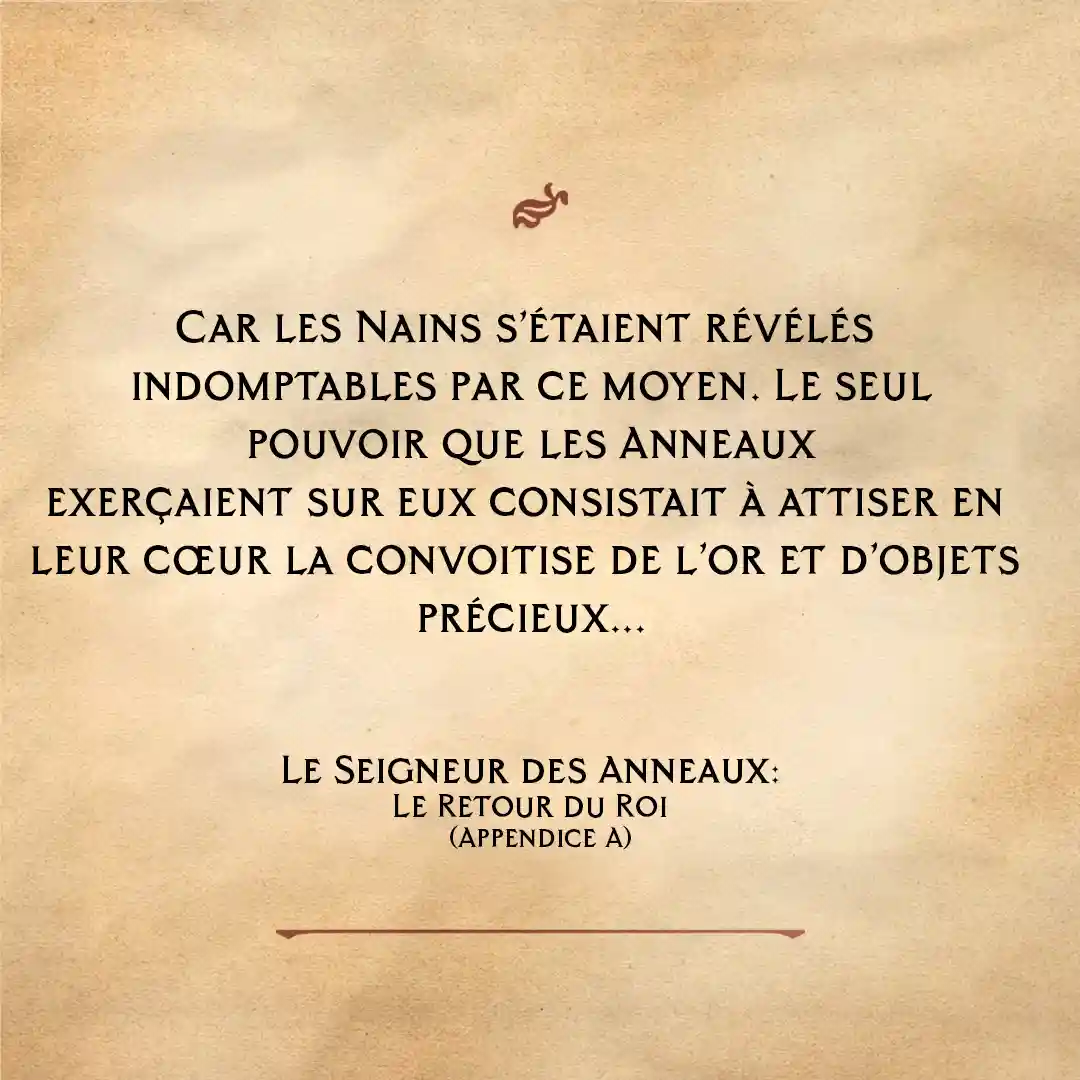 Car les Nains s’étaient révélés
indomptables par ce moyen. Le seul
pouvoir que les Anneaux
exerçaient sur eux consistait à attiser en
leur cœur la convoitise de l’or et d’objets
précieux...
Le Seigneur des Anneaux:
Le Retour du Roi
(Appendice A)